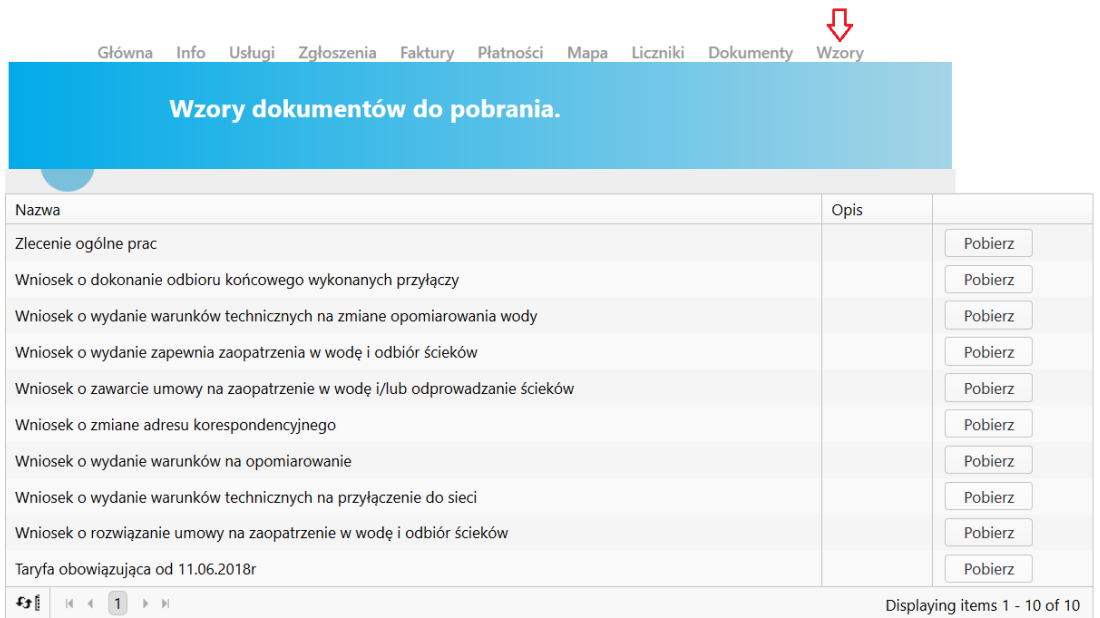 Główna Info Usługi Zgłoszenia Faktury Płatności Mapa Liczniki Dokumenty Wzory
Wzory dokumentów do pobrania.
Nazwa Opis
Zlecenie ogólne prac Pobierz
Wniosek o dokonanie odbioru końcowego wykonanych przyłączy Pobierz
Wniosek o wydanie warunków technicznych na zmiane opomiarowania wody Pobierz
Wniosek o wydanie zapewnia zaopatrzenia w wodę i odbiór ścieków Pobierz
Wniosek o zawarcie umowy na zaopatrzenie w wodę i/lub odprowadzanie ścieków Pobierz
Wniosek o zmiane adresu korespondencyjnego Pobierz
Wniosek o wydanie warunków na opomiarowanie Pobierz
Wniosek o wydanie warunków technicznych na przyłączenie do sieci Pobierz
Wniosek o rozwiązanie umowy na zaopatrzenie w wodę i odbiór ścieków Pobierz
Taryfa obowiązująca od 11.06.2018r Pobierz
1 Displaying items 1 - 10 of 10